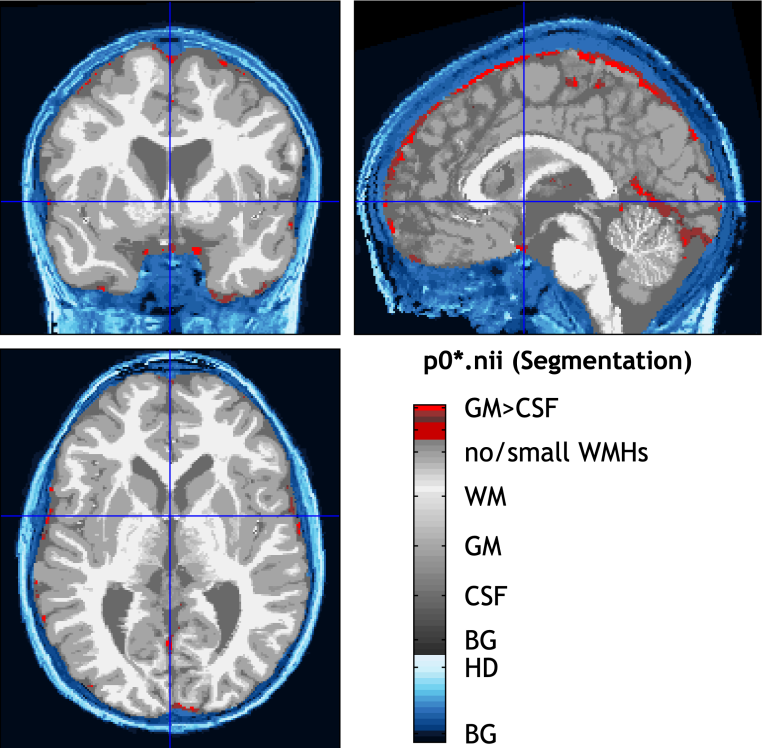 p0*.nii (Segmentation)
GM>CSF
no/small WMHs
WM
GM
CSF
BG
HD
BG